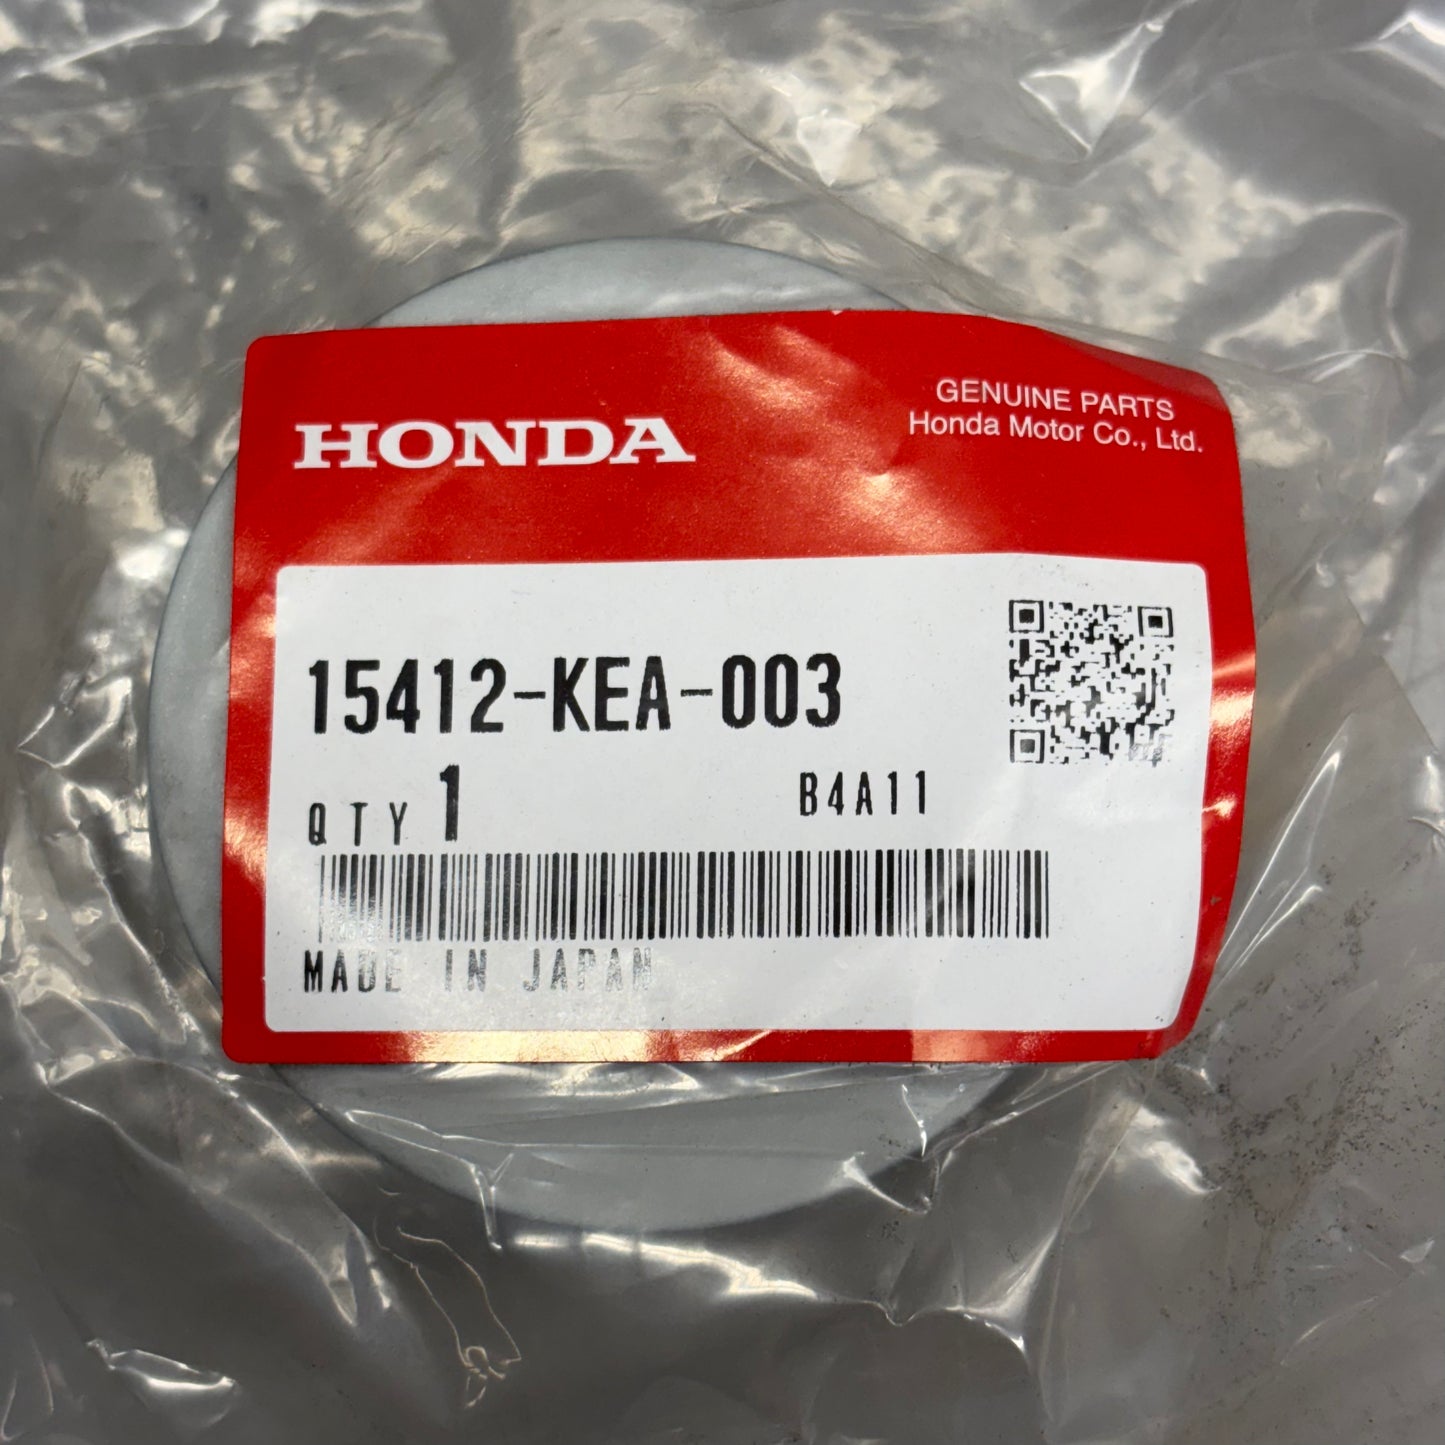 HONDA
GENUINE PARTS
Honda Motor Co., Ltd.
15412-KEA-003
QTY 1
B4A11
MADE IN JAPAN